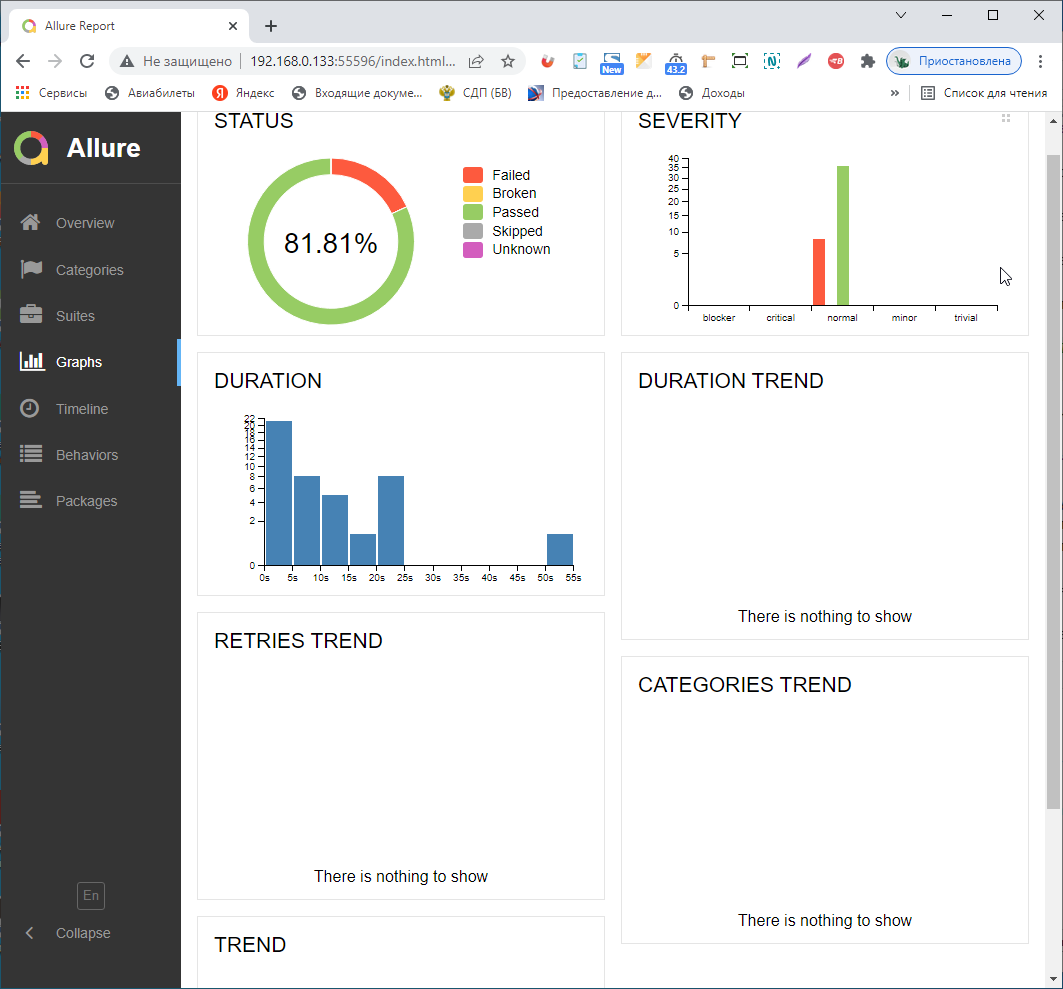 Allure Report
Не защищено
192.168.0.133:55596/index.html...
New
43.2
Приостановлена
Сервисы
Авиабилеты
Я Яндекс
Входящие докуме...
СДП (БВ)
Предоставление д...
Доходы
»
Список для чтения
Allure
Overview
Categories
Suites
Graphs
Timeline
Behaviors
Packages
En
Collapse
STATUS
81.81%
Failed
Broken
Passed
Skipped
Unknown
SEVERITY
40
35
30
25
20
15
10
5
0
blocker critical normal minor trivial
DURATION
22
20
18
16
14
12
10
8
6
4
2
0
0s 5s 10s 15s 20s 25s 30s 35s 40s 45s 50s 55s
DURATION TREND
There is nothing to show
RETRIES TREND
There is nothing to show
CATEGORIES TREND
There is nothing to show
TREND